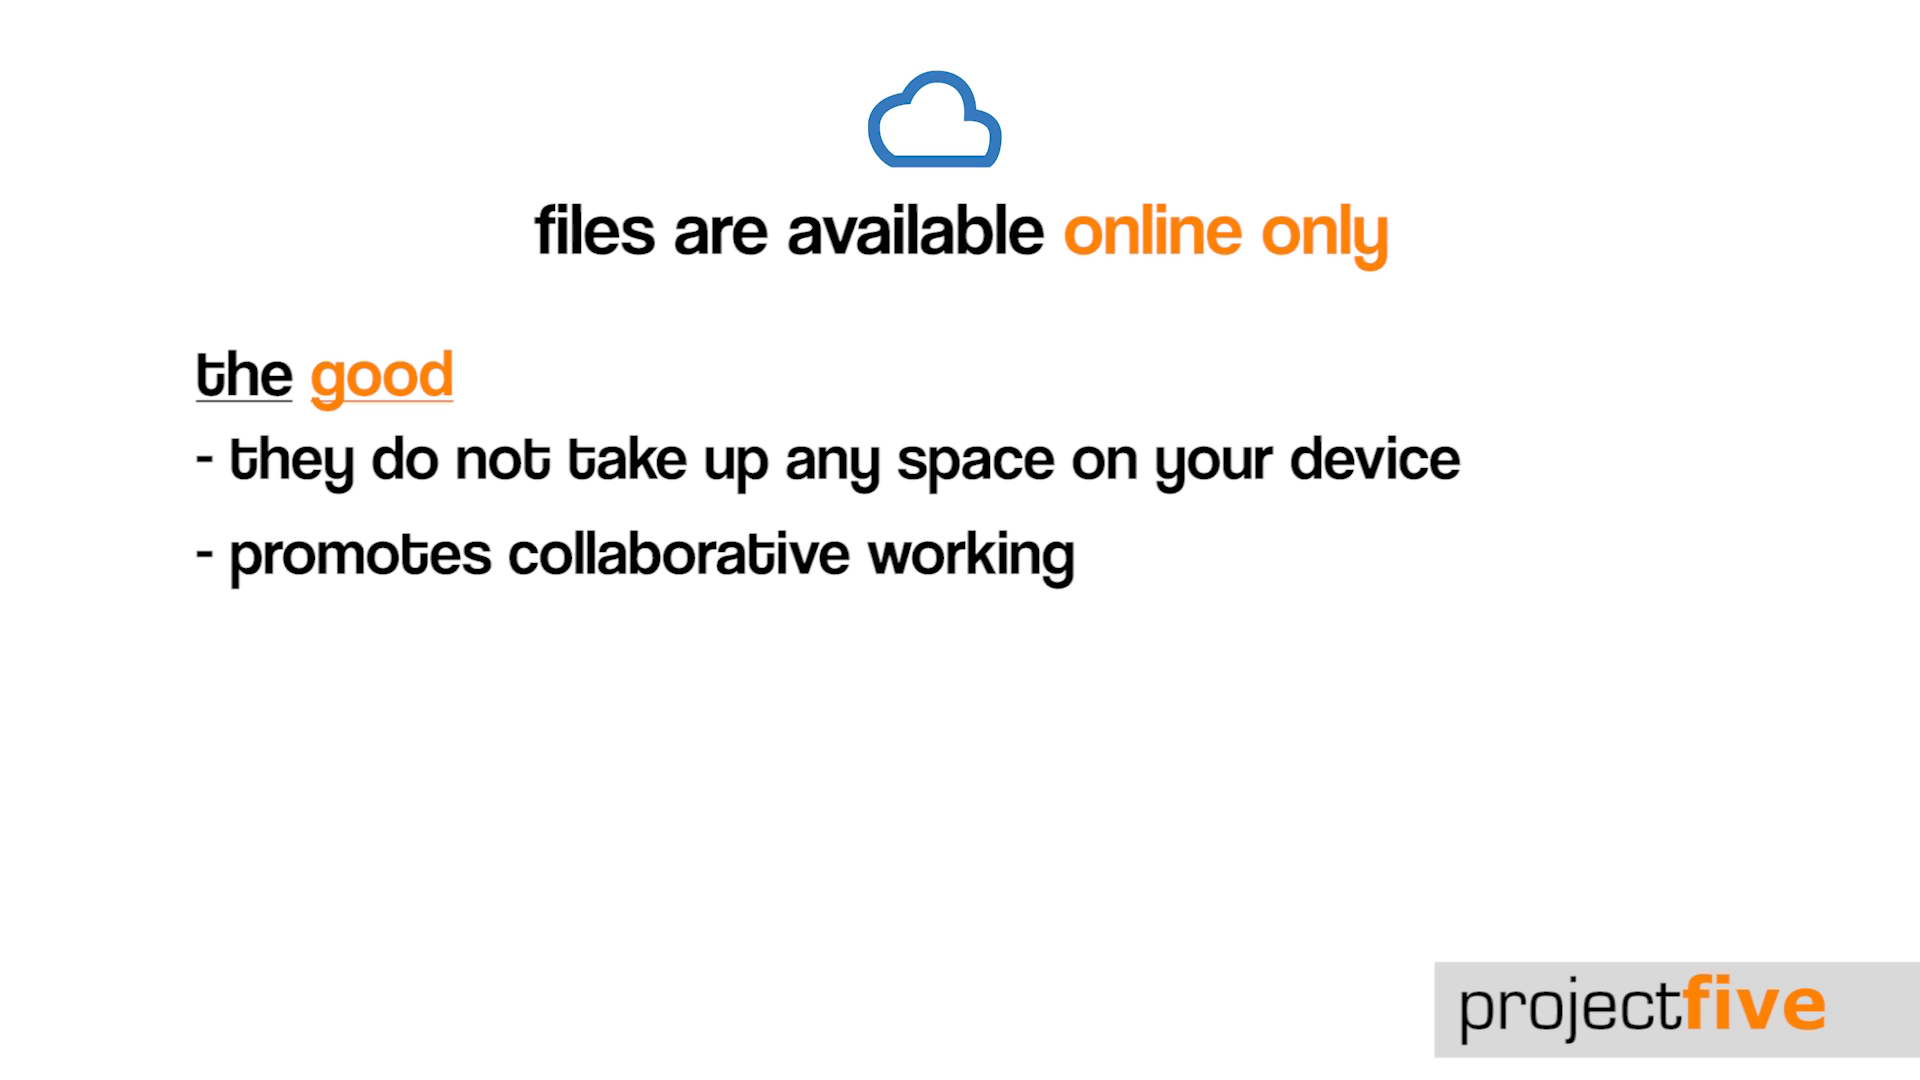 files are available online only
the good
- they do not take up any space on your device
- promotes collaborative working
projectfive